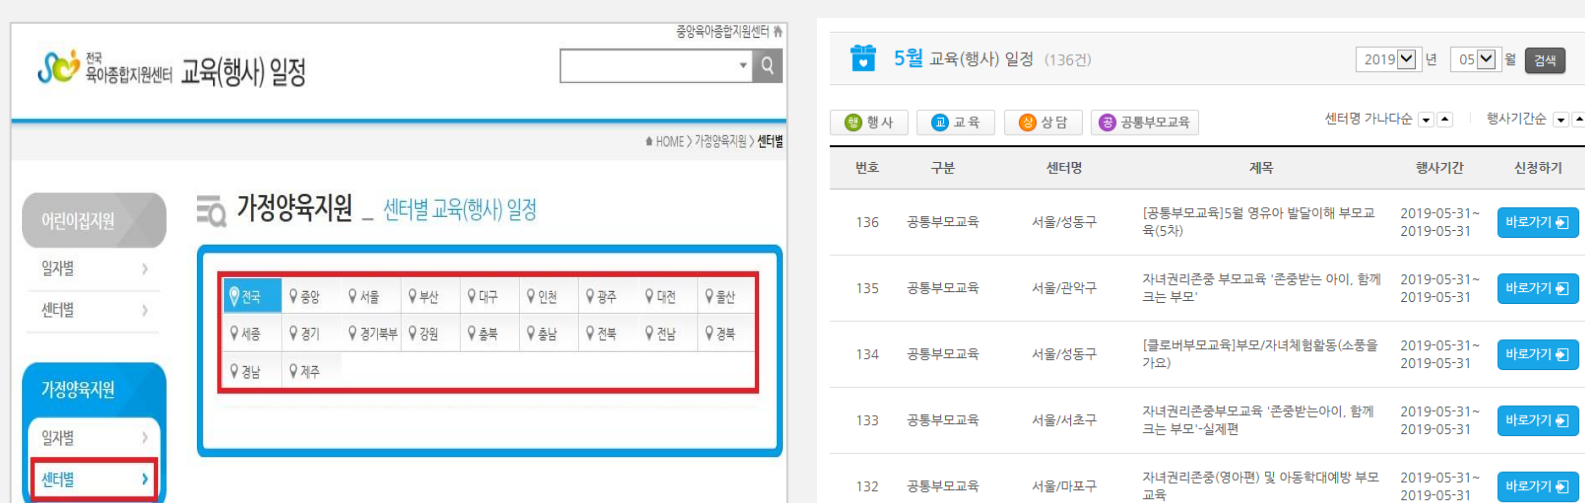 중앙육아종합지원센터
전국
육아종합지원센터 교육(행사) 일정
HOME > 가정양육지원 > 센터별
어린이집지원
일자별
센터별
가정양육지원
일자별
센터별
가정양육지원 _ 센터별 교육(행사) 일정
전국 중앙 서울 부산 대구 인천 광주 대전 울산
세종 경기 경기북부 강원 충북 충남 전북 전남 경북
경남 제주
5월 교육(행사) 일정 (136건)
2019 년 05 월 검색
행 행사 교 교육 상 상담 공 공통부모교육
센터명 가나다순 행사기간순
번호 구분 센터명 제목 행사기간 신청하기
136 공통부모교육 서울/성동구 [공통부모교육]5월 영유아 발달이해 부모교 2019-05-31~ 바로가기
육(5차) 2019-05-31
135 공통부모교육 서울/관악구 자녀권리존중 부모교육 '존중받는 아이, 함께 2019-05-31~ 바로가기
크는 부모' 2019-05-31
134 공통부모교육 서울/성동구 [클로버부모교육]부모/자녀체험활동(소풍을 2019-05-31~ 바로가기
가요) 2019-05-31
133 공통부모교육 서울/서초구 자녀권리존중부모교육 '존중받는아이, 함께 2019-05-31~ 바로가기
크는 부모'-실제편 2019-05-31
132 공통부모교육 서울/마포구 자녀권리존중(영아편) 및 아동학대예방 부모 2019-05-31~ 바로가기
교육 2019-05-31